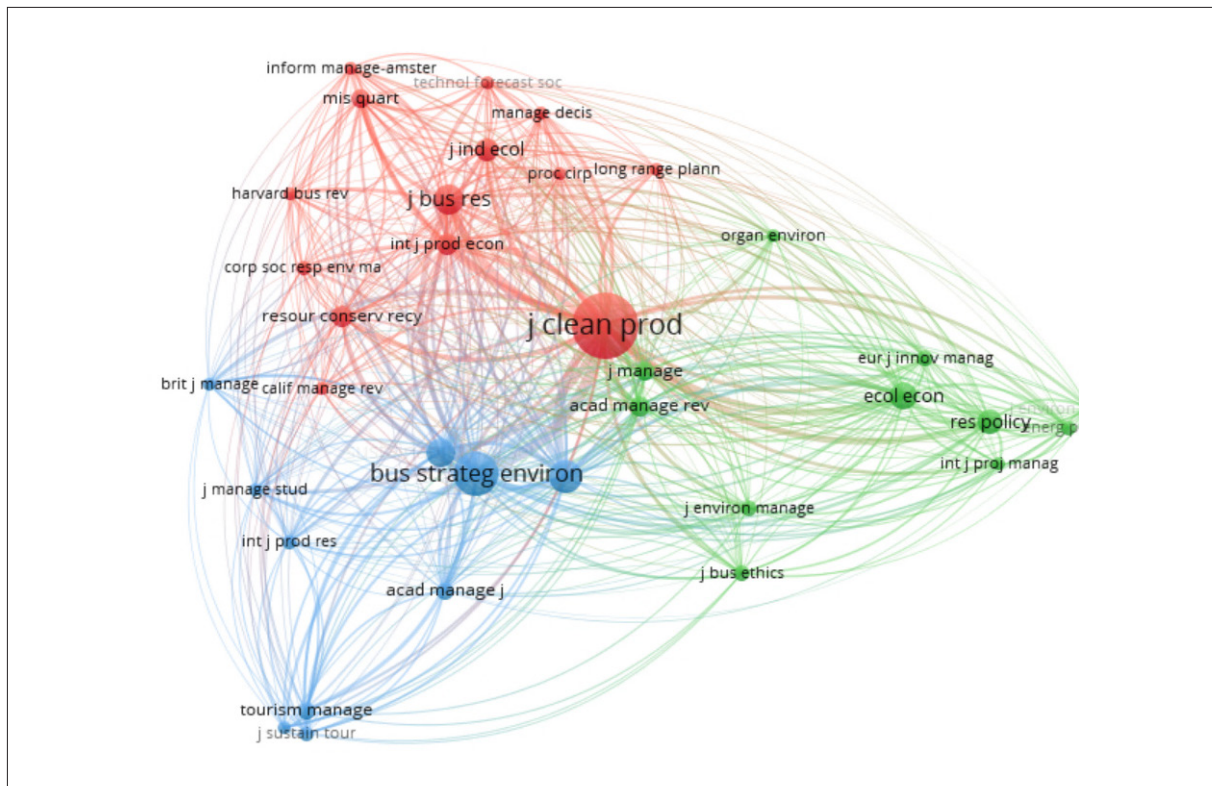 inform manage-amster
technol forecast soc
mis quart
manage decis
j ind ecol
proc cirp
long range plann
harvard bus rev
j bus res
organ environ
int j prod econ
corp soc resp env ma
resour conserv recy
j clean prod
eur j innov manag
j manage
brit j manage
calif manage rev
ecol econ
acad manage rev
environ
res policy
energ p
int j proj manag
bus strateg environ
j manage stud
j environ manage
int j prod res
j bus ethics
acad manage j
tourism manage
j sustain tour